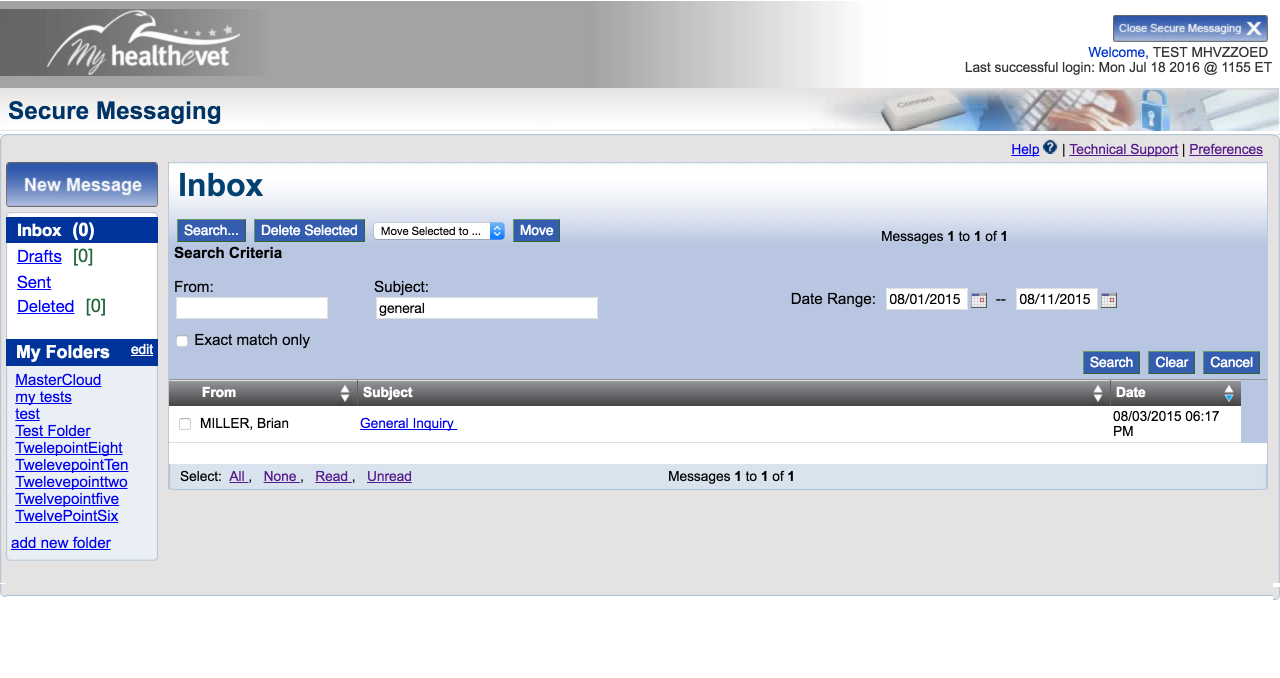 My healthevet
Close Secure Messaging X
Welcome, TEST MHVZZOED
Last successful login: Mon Jul 18 2016 @ 1155 ET
Secure Messaging
Connect
Help ? | Technical Support | Preferences
New Message
Inbox (0)
Drafts [0]
Sent
Deleted [0]
My Folders edit
MasterCloud
my tests
test
Test Folder
TwelepointEight
TwelevepointTen
Twelevepointtwo
Twelvepointfive
TwelvePointSix
add new folder
Inbox
Search... Delete Selected Move Selected to ... Move
Messages 1 to 1 of 1
Search Criteria
From: Subject:
general
Date Range: 08/01/2015 -- 08/11/2015
Exact match only
Search Clear Cancel
From Subject Date
MILLER, Brian General Inquiry 08/03/2015 06:17
PM
Select: All , None , Read , Unread Messages 1 to 1 of 1